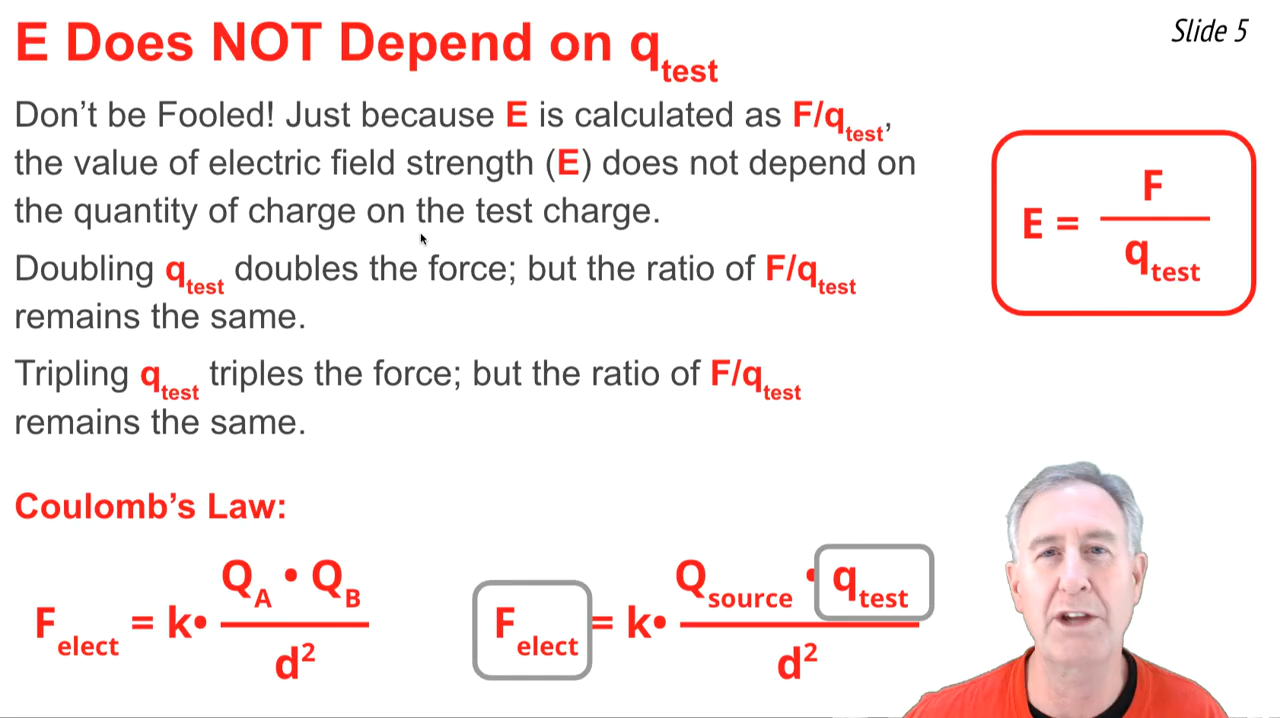 E Does NOT Depend on qtest
Slide 5
Don’t be Fooled! Just because E is calculated as F/qtest,
the value of electric field strength (E) does not depend on
the quantity of charge on the test charge.
Doubling qtest doubles the force; but the ratio of F/qtest
remains the same.
Tripling qtest triples the force; but the ratio of F/qtest
remains the same.
E = F
qtest
Coulomb’s Law:
QA • QB
Felect = k•
d²
Qsource • qtest
Felect = k•
d²